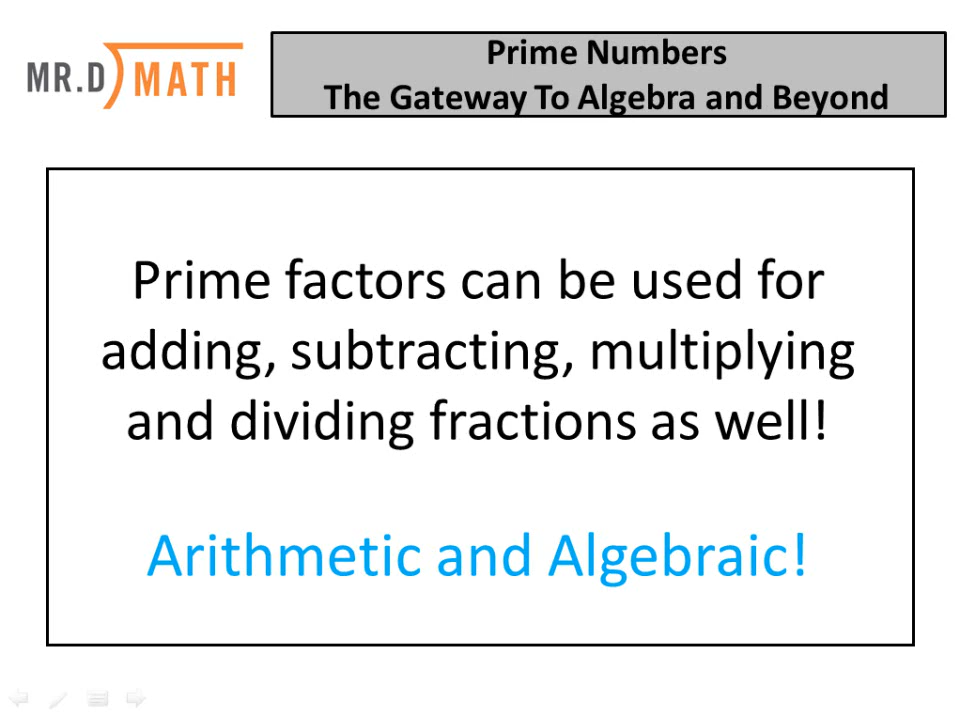 MR.D MATH
Prime Numbers
The Gateway To Algebra and Beyond
Prime factors can be used for
adding, subtracting, multiplying
and dividing fractions as well!
Arithmetic and Algebraic!